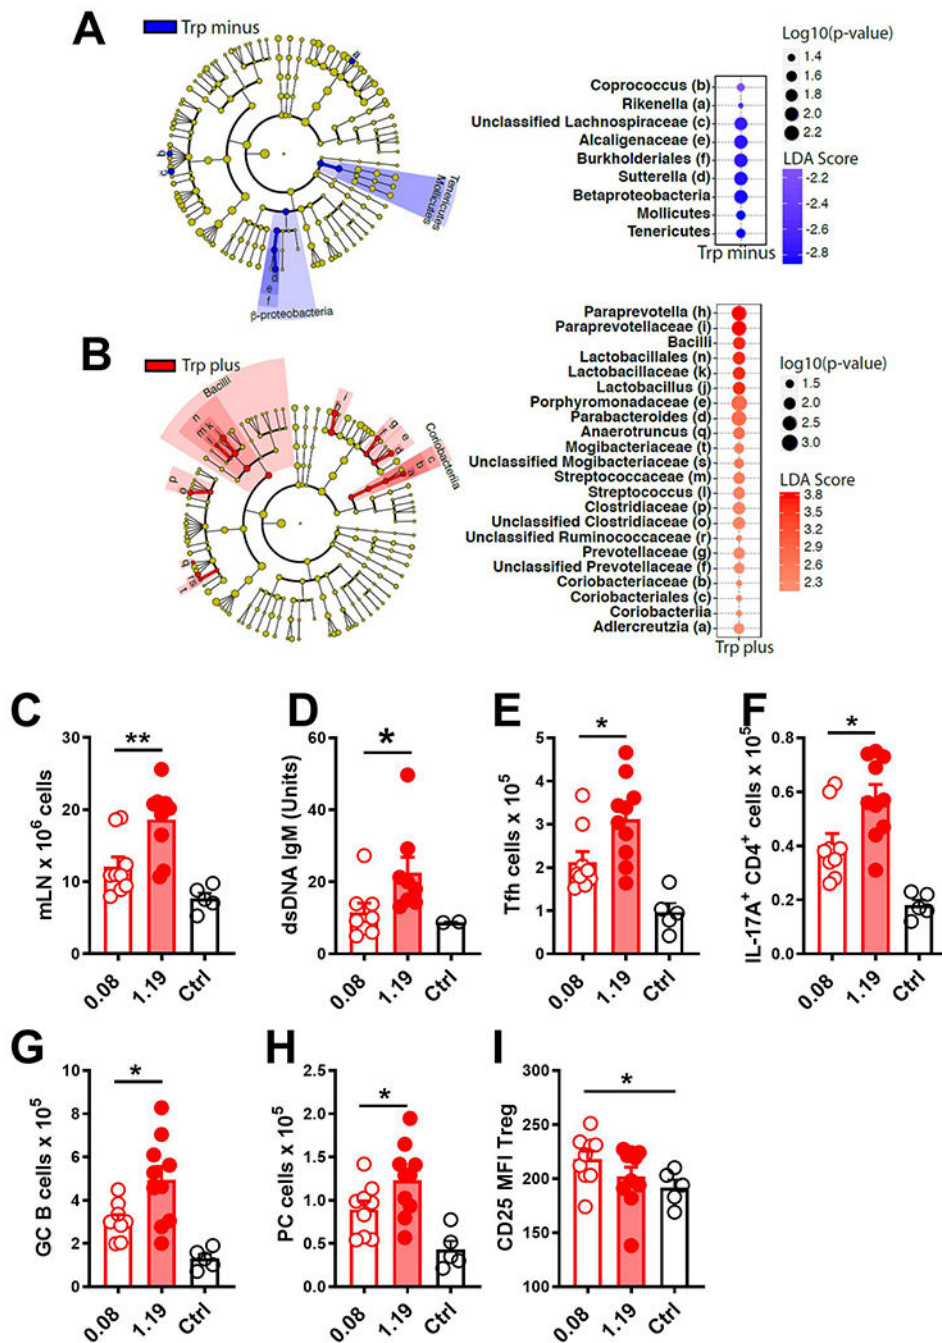 A
Trp minus
a
b
c
Tenericutes
Mollicutes
d
e
f
β-proteobacteria
Coprococcus (b)
Rikenella (a)
Unclassified Lachnospiraceae (c)
Alcaligenaceae (e)
Burkholderiales (f)
Sutterella (d)
Betaproteobacteria
Mollicutes
Tenericutes
Trp minus
Log10(p-value)
1.4
1.6
1.8
2.0
2.2
LDA Score
-2.2
-2.4
-2.6
-2.8
B
Trp plus
Bacilli
n
m
k
Coriobacteriia
c
b
a
Paraprevotella (h)
Paraprevotellaceae (i)
Bacilli
Lactobacillales (n)
Lactobacillaceae (k)
Lactobacillus (j)
Porphyromonadaceae (e)
Parabacteroides (d)
Anaerotruncus (q)
Mogibacteriaceae (t)
Unclassified Mogibacteriaceae (s)
Streptococcaceae (m)
Streptococcus (l)
Clostridiaceae (p)
Unclassified Clostridiaceae (o)
Unclassified Ruminococcaceae (r)
Prevotellaceae (g)
Unclassified Prevotellaceae (f)
Coriobacteriaceae (b)
Coriobacteriales (c)
Coriobacteriia
Adlercreutzia (a)
Trp plus
log10(p-value)
1.5
2.0
2.5
3.0
LDA Score
3.8
3.5
3.2
2.9
2.6
2.3
C
mLN x 10⁶ cells
30
20
10
0
**
0.08
1.19
Ctrl
D
dsDNA IgM (Units)
60
40
20
0
*
0.08
1.19
Ctrl
E
Tfh cells x 10⁵
5
4
3
2
1
0
*
0.08
1.19
Ctrl
F
IL-17A⁺ CD4⁺ cells x 10⁵
0.8
0.6
0.4
0.2
0.0
*
0.08
1.19
Ctrl
G
GC B cells x 10⁵
10
8
6
4
2
0
*
0.08
1.19
Ctrl
H
PC cells x 10⁵
2.5
2.0
1.5
1.0
0.5
0.0
*
0.08
1.19
Ctrl
I
CD25 MFI Treg
300
250
200
150
100
*
0.08
1.19
Ctrl